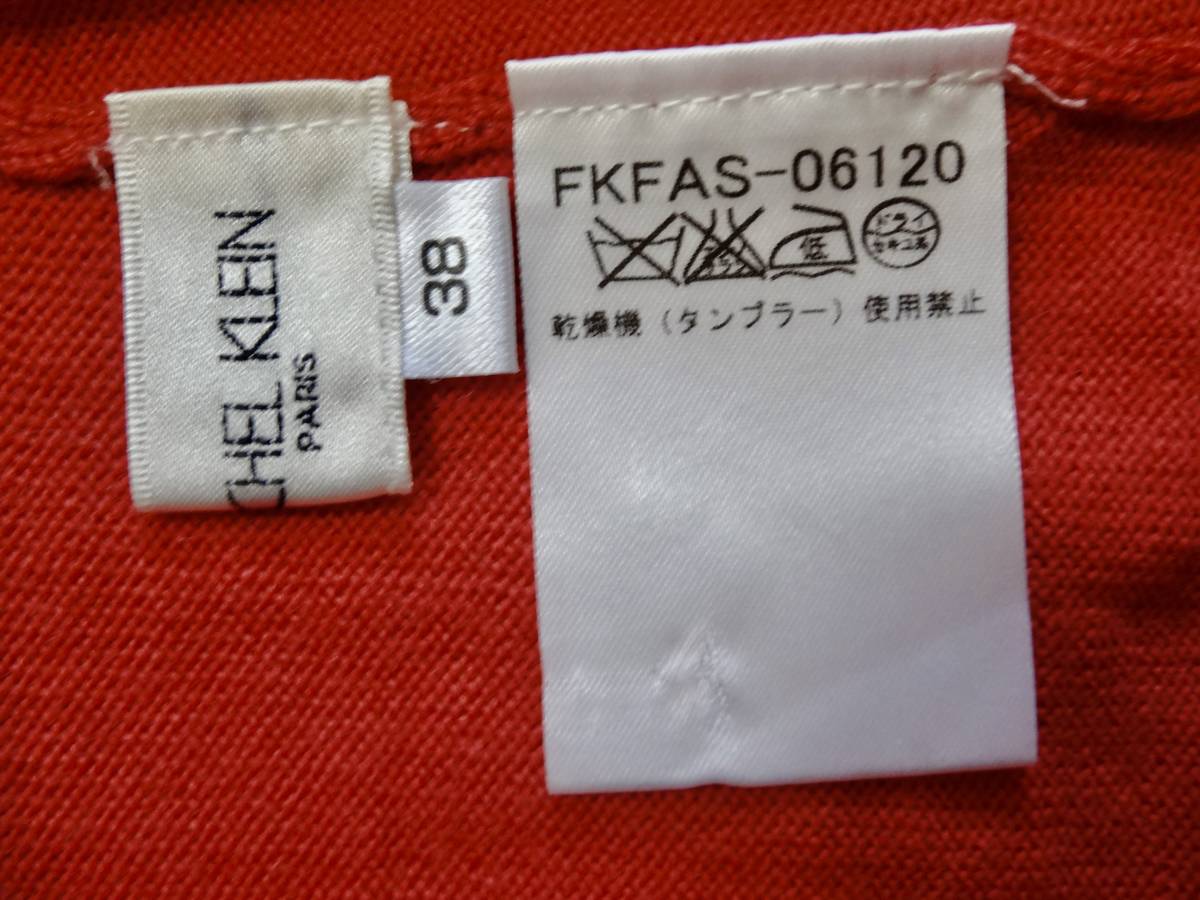 CHEL KLEIN
PARIS
38
FKFAS-06120
低
ドライ
セキユ系
乾燥機（タンブラー）使用禁止